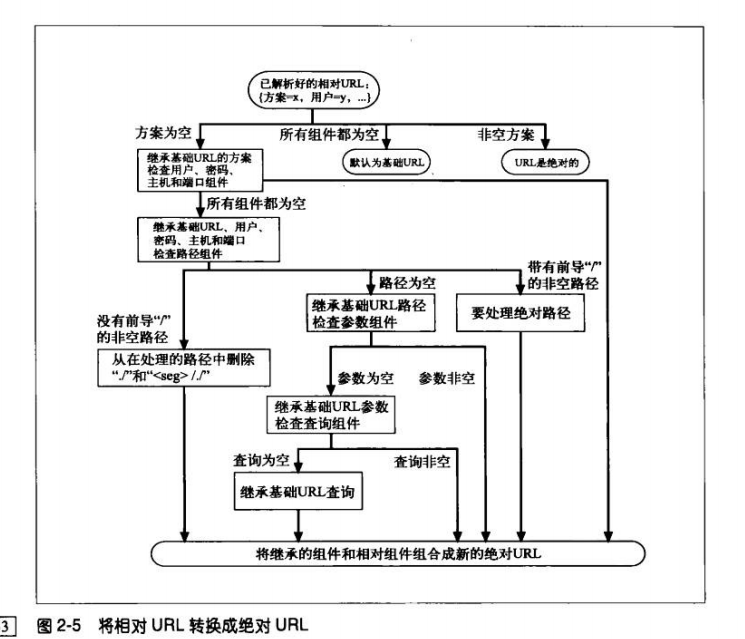 已解析好的相对URL:
{方案=x，用户=y，...}
方案为空
所有组件都为空
非空方案
继承基础URL的方案
检查用户、密码、
主机和端口组件
默认为基础URL
URL是绝对的
所有组件都为空
继承基础URL、用户、
密码、主机和端口
检查路径组件
没有前导“/”
的非空路径
路径为空
带有前导“/”
的非空路径
从在处理的路径中删除
“./”和“<seg> /./”
继承基础URL路径
检查参数组件
要处理绝对路径
参数为空
参数非空
继承基础URL参数
检查查询组件
查询为空
查询非空
继承基础URL查询
将继承的组件和相对组件组合成新的绝对URL
3
图 2-5 将相对 URL 转换成绝对 URL